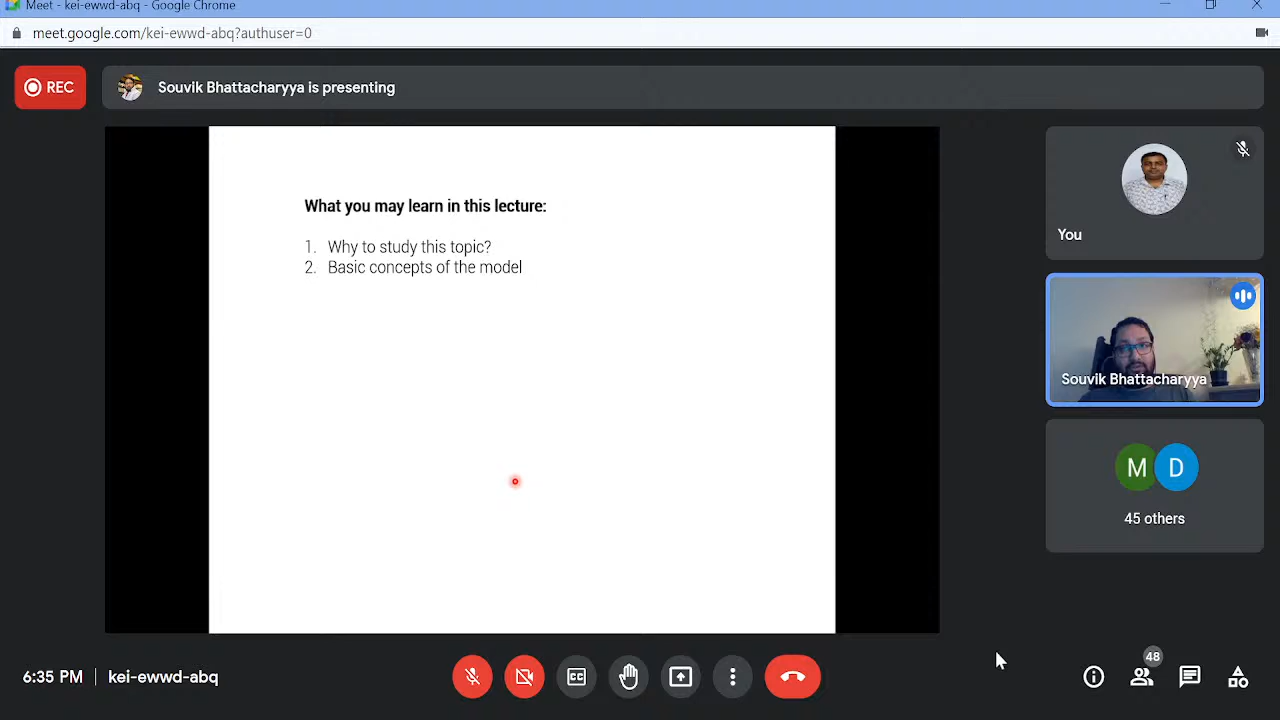 Meet - kei-ewwd-abq - Google Chrome
meet.google.com/kei-ewwd-abq?authuser=0
REC
Souvik Bhattacharyya is presenting
What you may learn in this lecture:
1. Why to study this topic?
2. Basic concepts of the model
You
Souvik Bhattacharyya
M D
45 others
6:35 PM | kei-ewwd-abq
CC
48